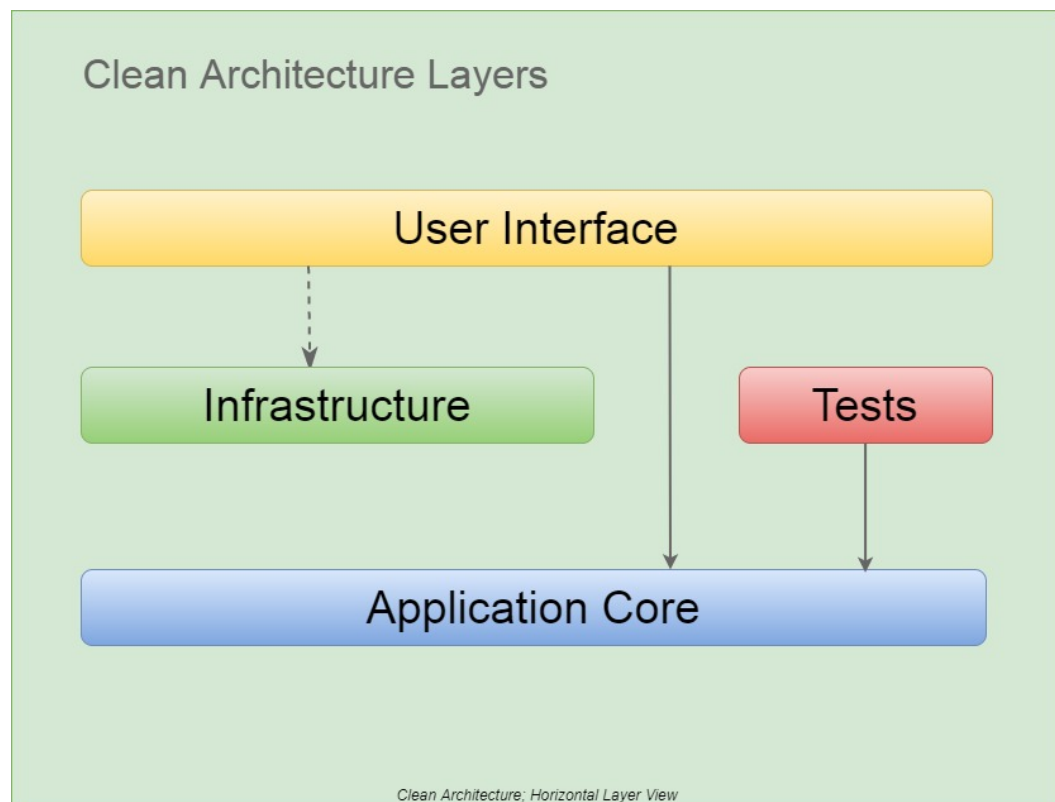 Clean Architecture Layers
User Interface
Infrastructure
Tests
Application Core
Clean Architecture; Horizontal Layer View